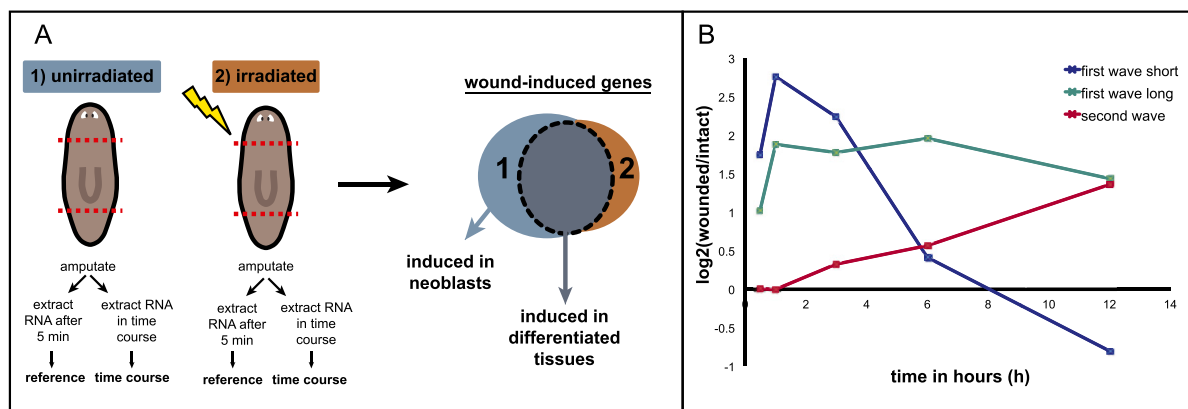 A
1) unirradiated
2) irradiated
amputate
extract
RNA after
5 min
extract RNA
in time
course
reference
time course
amputate
extract
RNA after
5 min
extract RNA
in time
course
reference
time course
wound-induced genes
1
2
induced in
neoblasts
induced in
differentiated
tissues
B
first wave short
first wave long
second wave
log2(wounded/intact)
3
2.5
2
1.5
1
0.5
0
-0.5
-1
0 2 4 6 8 10 12 14
time in hours (h)